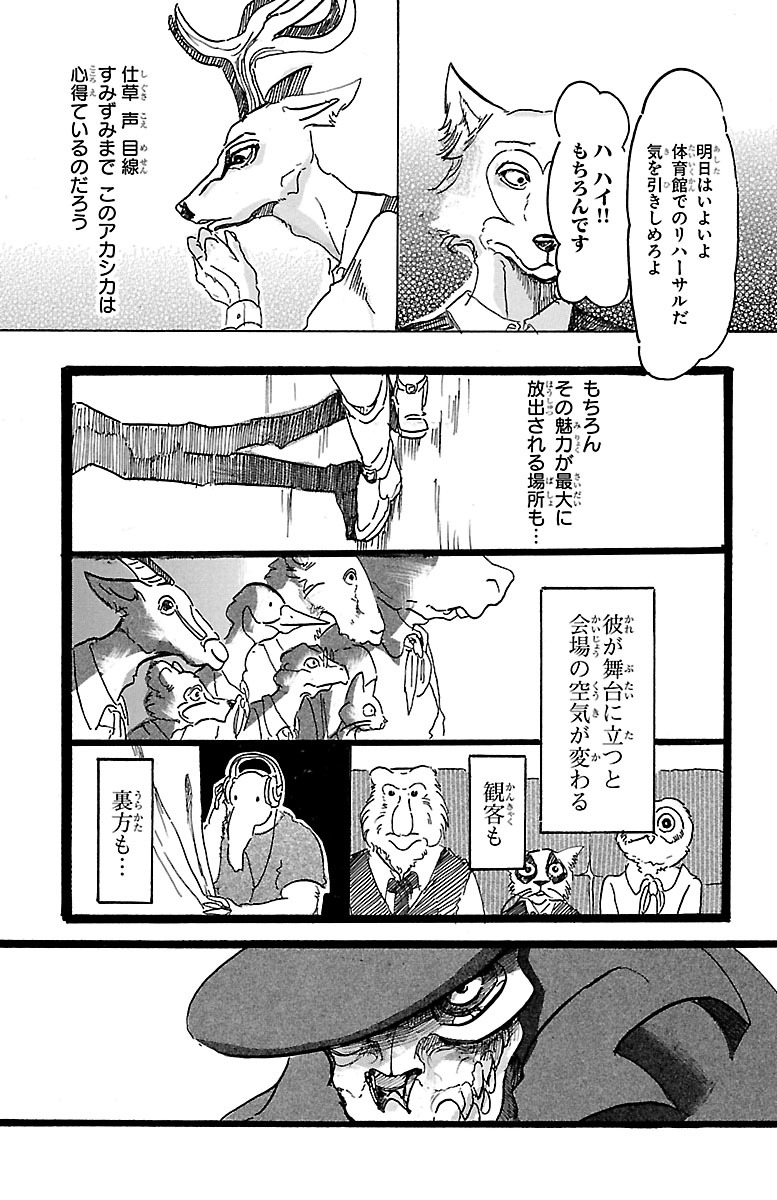 明日はいよいよ
体育館でのリハーサルだ
気を引きしめろよ
ハ ハイ!!
もちろんです
仕草 声 目線
すみずみまで このアカシカは
心得ているのだろう
もちろん
その魅力が最大に
放出される場所も…
彼が舞台に立つと
会場の空気が変わる
観客も
裏方も…